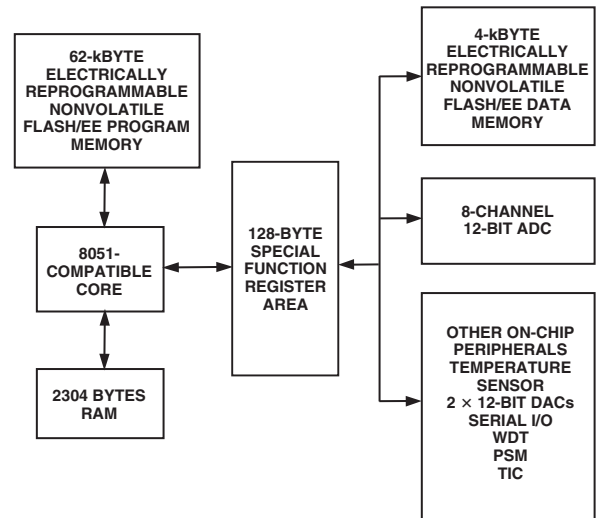 62-kBYTE
ELECTRICALLY
REPROGRAMMABLE
NONVOLATILE
FLASH/EE PROGRAM
MEMORY
8051-
COMPATIBLE
CORE
2304 BYTES
RAM
128-BYTE
SPECIAL
FUNCTION
REGISTER
AREA
4-kBYTE
ELECTRICALLY
REPROGRAMMABLE
NONVOLATILE
FLASH/EE DATA
MEMORY
8-CHANNEL
12-BIT ADC
OTHER ON-CHIP
PERIPHERALS
TEMPERATURE
SENSOR
2 × 12-BIT DACs
SERIAL I/O
WDT
PSM
TIC